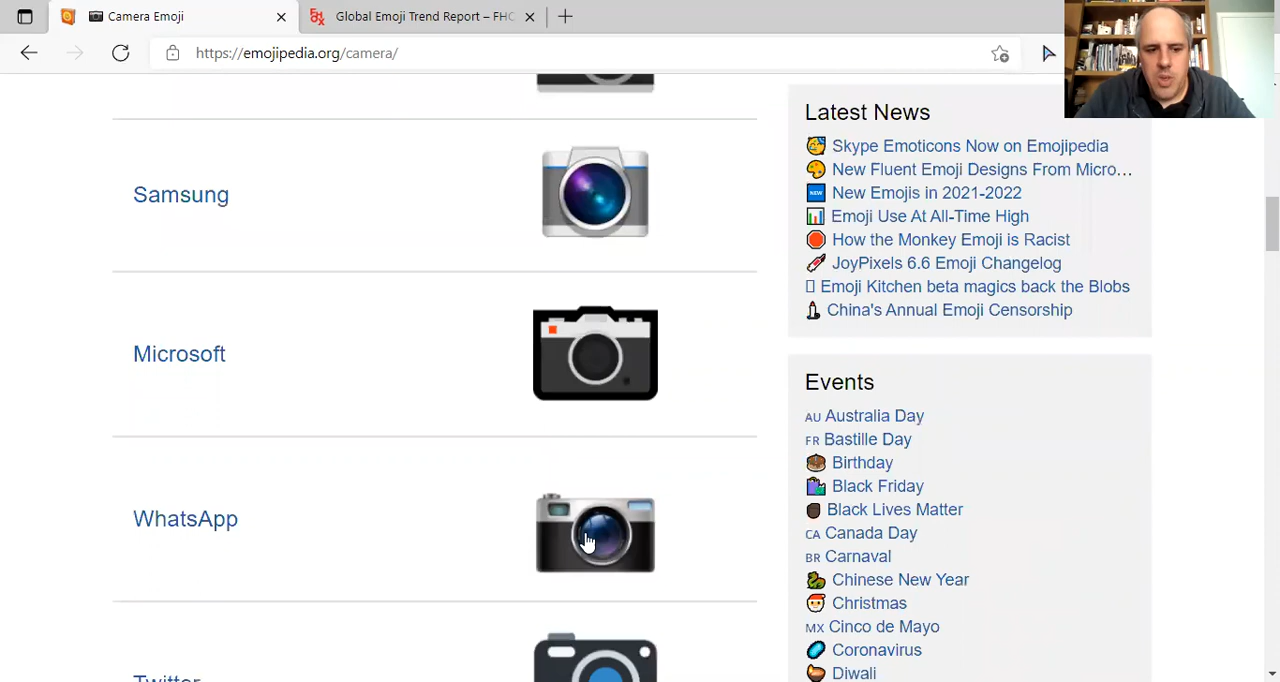 Camera Emoji
Global Emoji Trend Report – FHC
https://emojipedia.org/camera/
Samsung
Microsoft
WhatsApp
Twitter
Latest News
Skype Emoticons Now on Emojipedia
New Fluent Emoji Designs From Micro…
NEW New Emojis in 2021-2022
Emoji Use At All-Time High
How the Monkey Emoji is Racist
JoyPixels 6.6 Emoji Changelog
Emoji Kitchen beta magics back the Blobs
China's Annual Emoji Censorship
Events
AU Australia Day
FR Bastille Day
Birthday
Black Friday
Black Lives Matter
CA Canada Day
BR Carnaval
Chinese New Year
Christmas
MX Cinco de Mayo
Coronavirus
Diwali